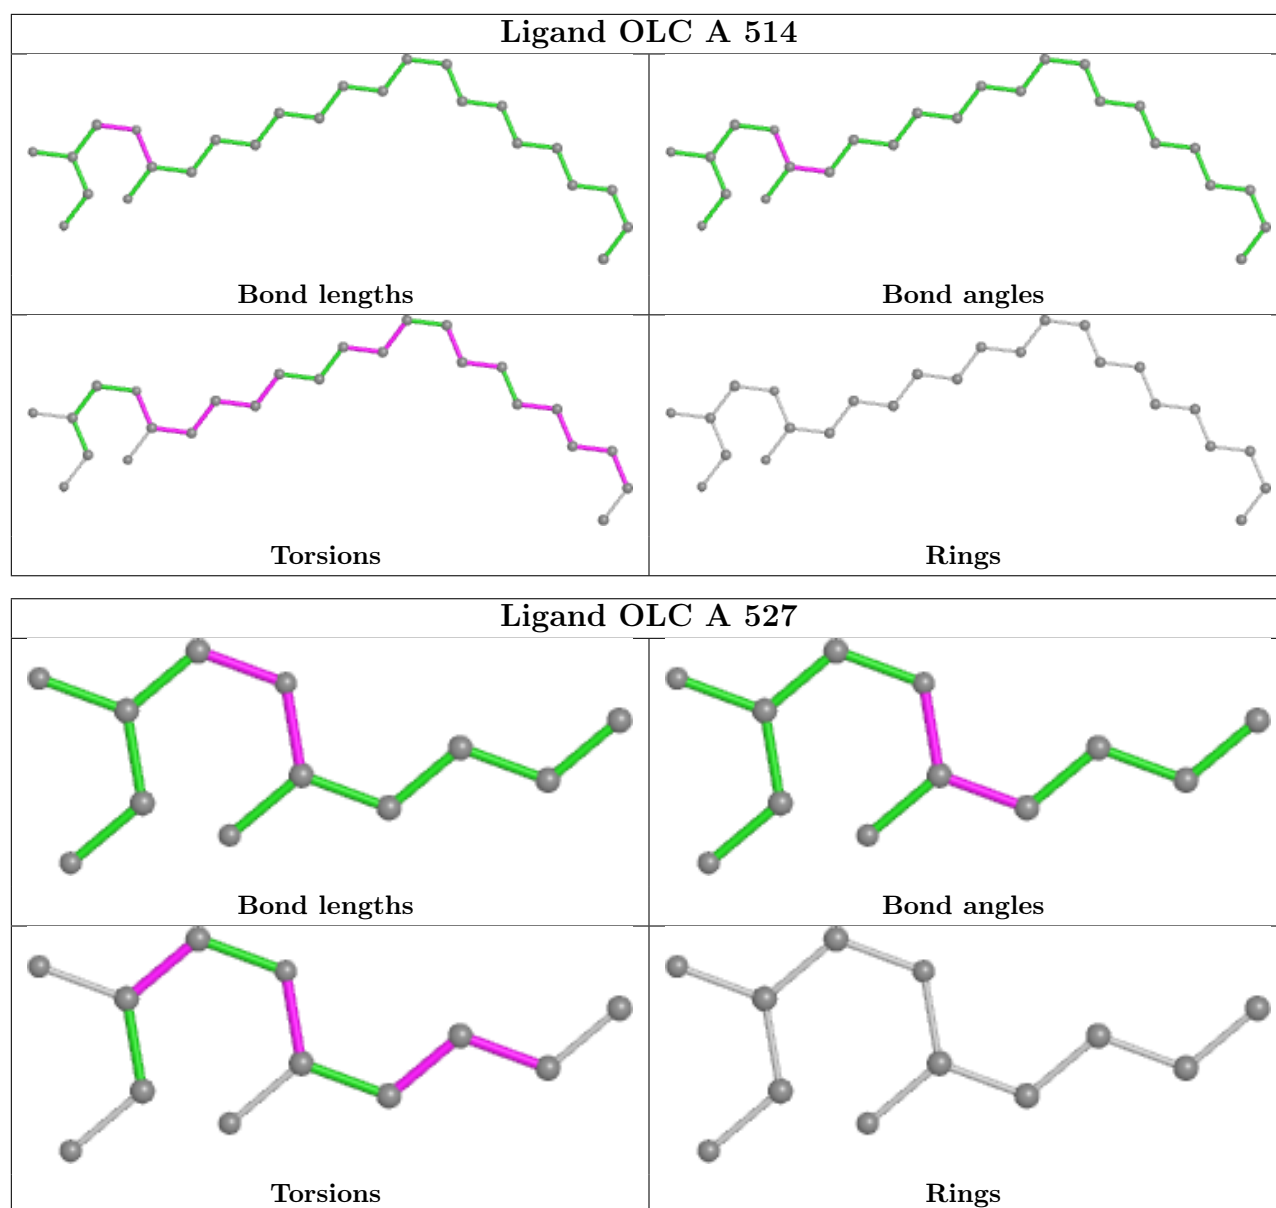 Ligand OLC A 514
Bond lengths
Bond angles
Torsions
Rings
Ligand OLC A 527
Bond lengths
Bond angles
Torsions
Rings